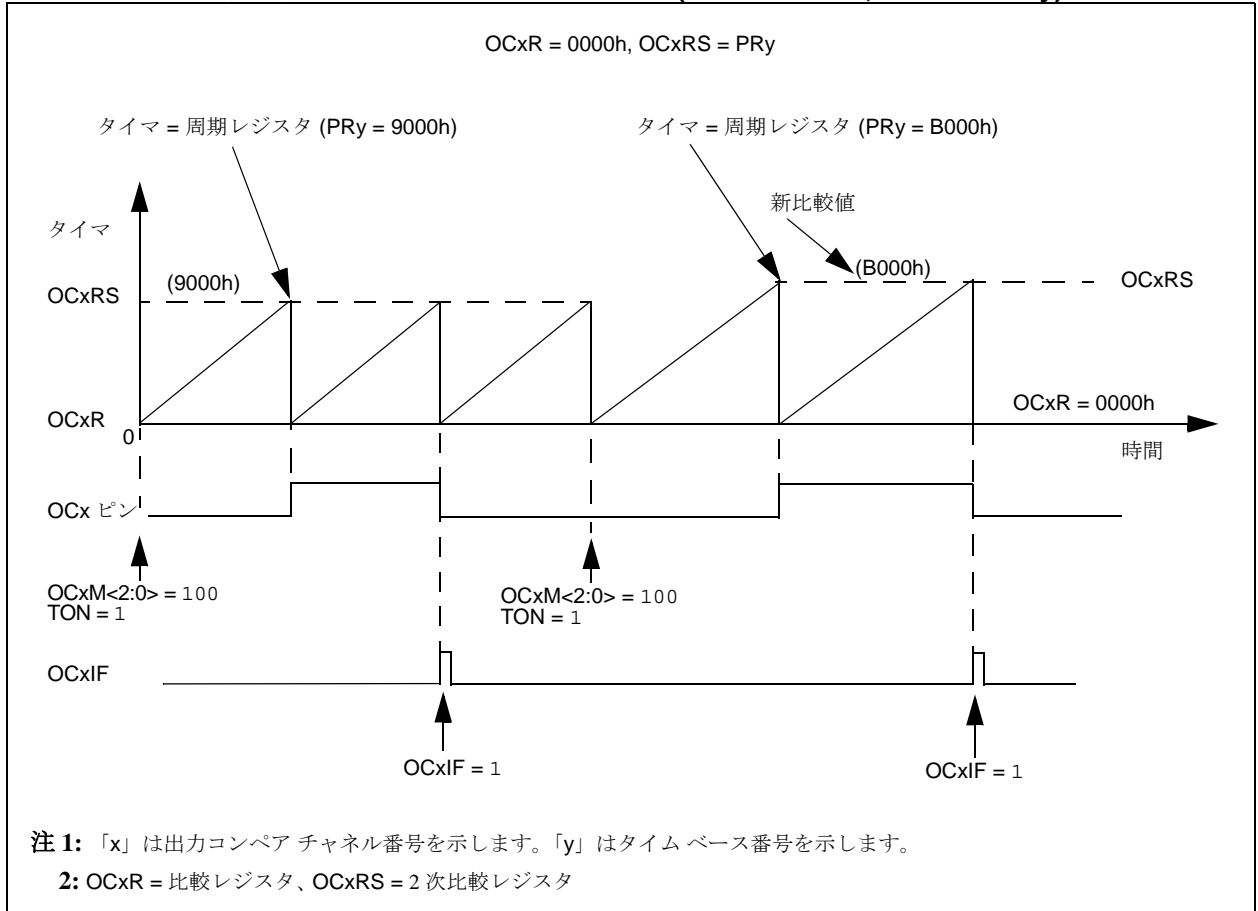 OCxR = 0000h, OCxRS = PRy
タイマ = 周期レジスタ (PRy = 9000h)
タイマ = 周期レジスタ (PRy = B000h)
新比較値
タイマ
(9000h)
(B000h)
OCxRS
OCxRS
OCxR
OCxR = 0000h
0
時間
OCx ピン
OCxM<2:0> = 100
TON = 1
OCxM<2:0> = 100
TON = 1
OCxIF
OCxIF = 1
OCxIF = 1
注 1: 「x」は出力コンペア チャネル番号を示します。「y」はタイム ベース番号を示します。
2: OCxR = 比較レジスタ、OCxRS = 2 次比較レジスタ